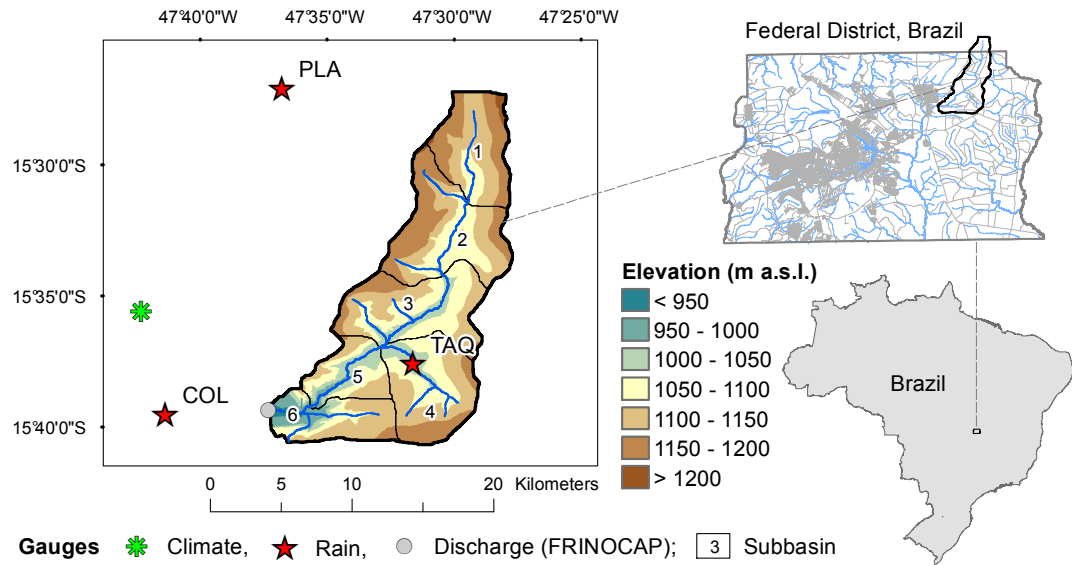 47°40'0"W 47°35'0"W 47°30'0"W 47°25'0"W
Federal District, Brazil
PLA
15°30'0"S
1
2
Elevation (m a.s.l.)
< 950
950 - 1000
1000 - 1050
1050 - 1100
1100 - 1150
1150 - 1200
> 1200
15°35'0"S
3
TAQ
5
COL
4
6
15°40'0"S
Brazil
0 5 10 20 Kilometers
Gauges Climate, Rain, Discharge (FRINOCAP); 3 Subbasin